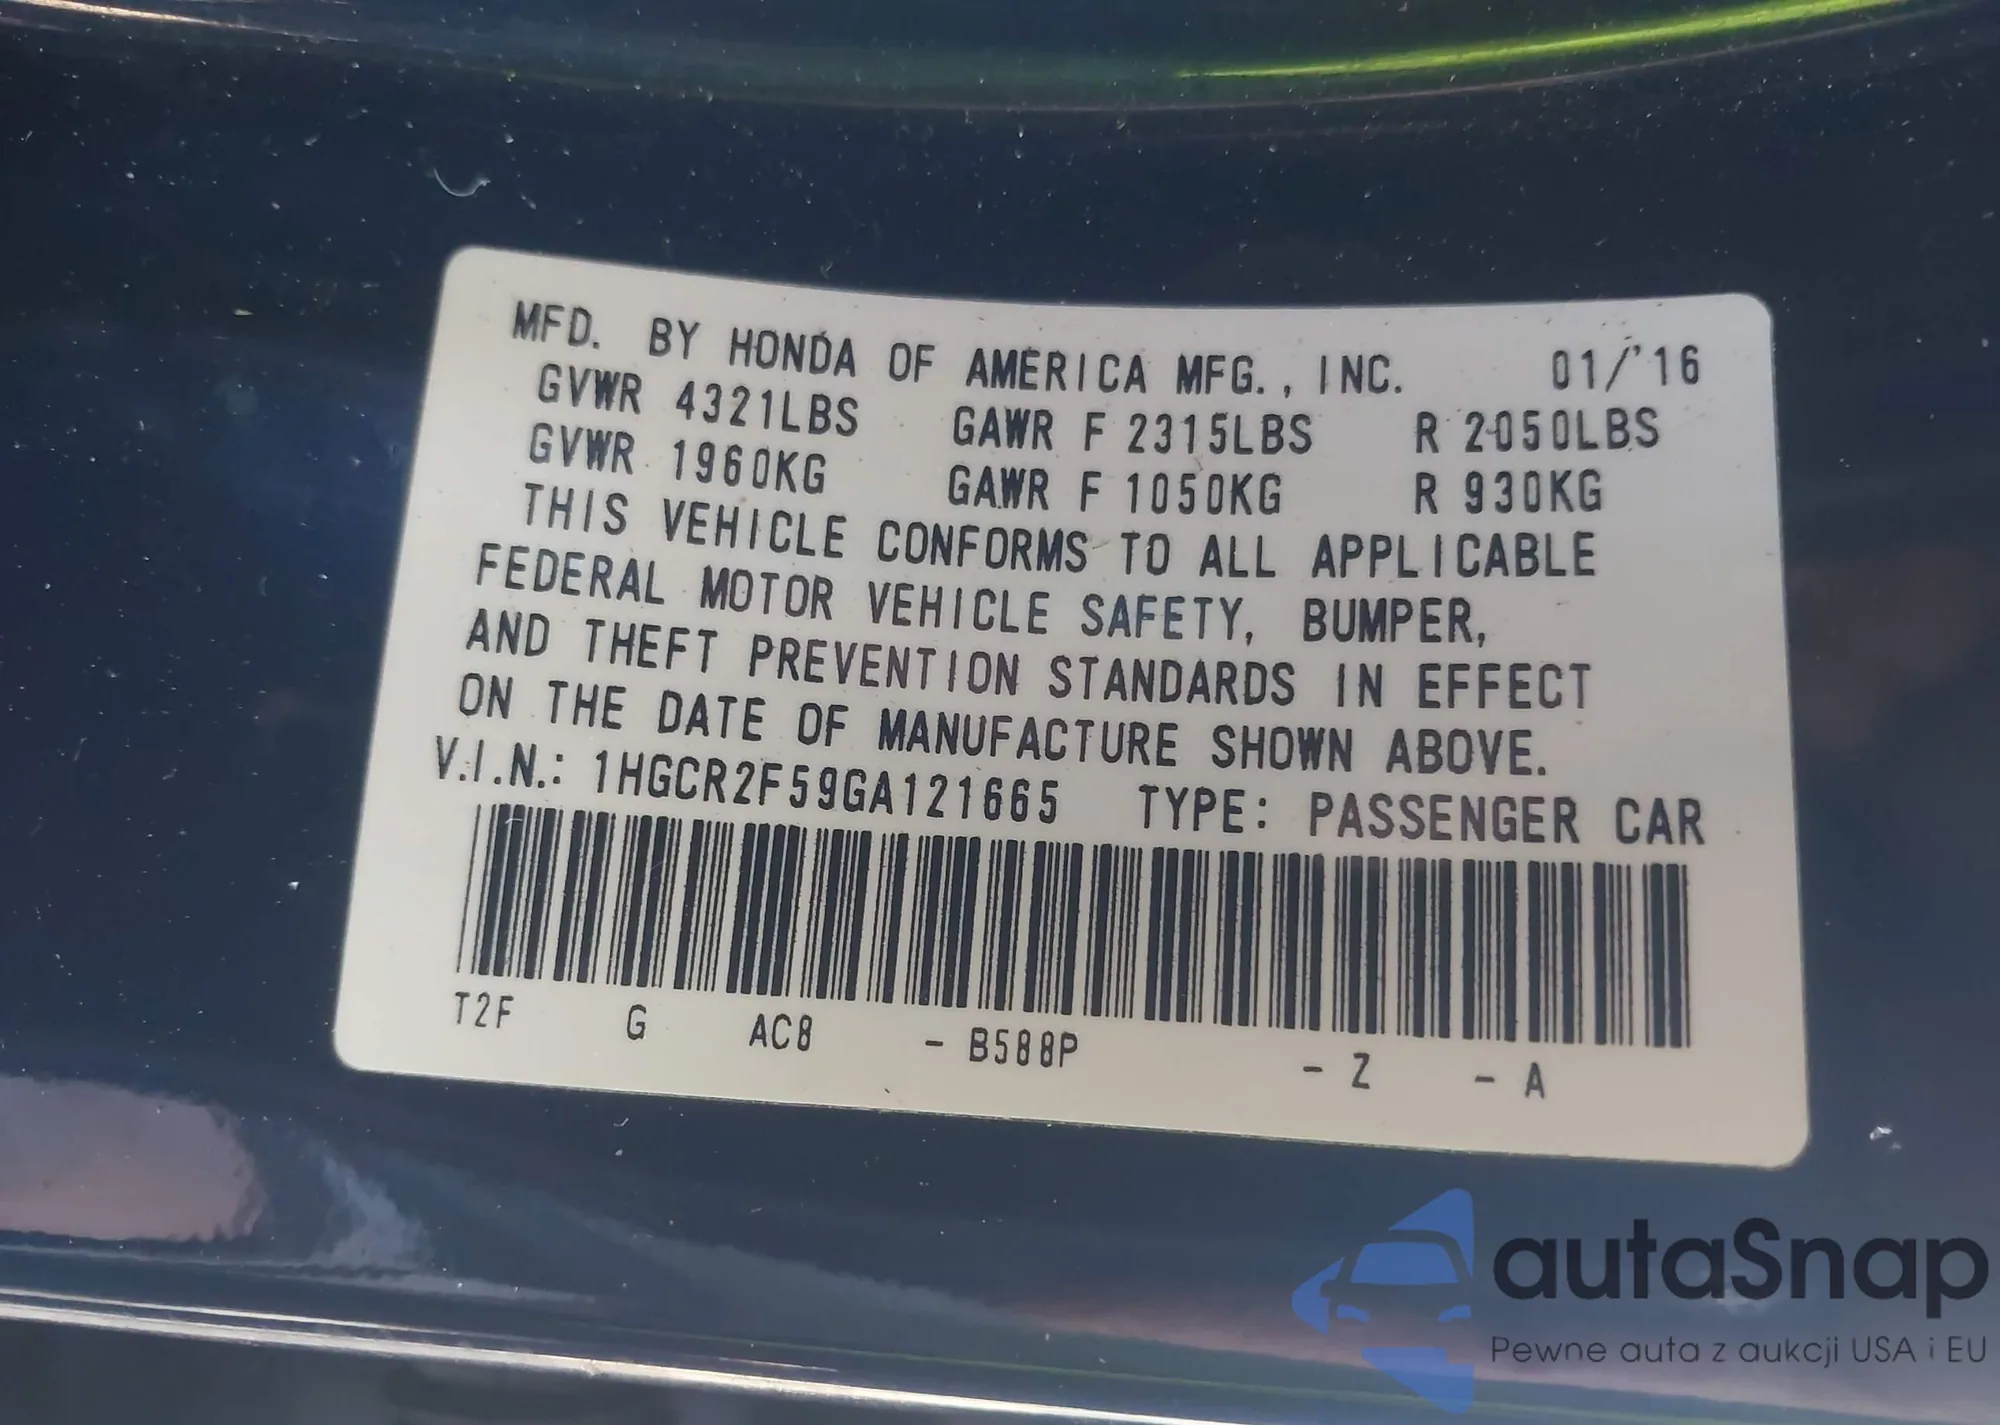 MFD. BY HONDA OF AMERICA MFG., INC. 01/'16
GVWR 4321LBS GAWR F 2315LBS R 2050LBS
GVWR 1960KG GAWR F 1050KG R 930KG
THIS VEHICLE CONFORMS TO ALL APPLICABLE
FEDERAL MOTOR VEHICLE SAFETY, BUMPER,
AND THEFT PREVENTION STANDARDS IN EFFECT
ON THE DATE OF MANUFACTURE SHOWN ABOVE.
V.I.N.: 1HGCR2F59GA121665 TYPE: PASSENGER CAR
T2F G AC8 - B588P - Z - A
autaSnap
Pewne auta z aukcji USA i EU